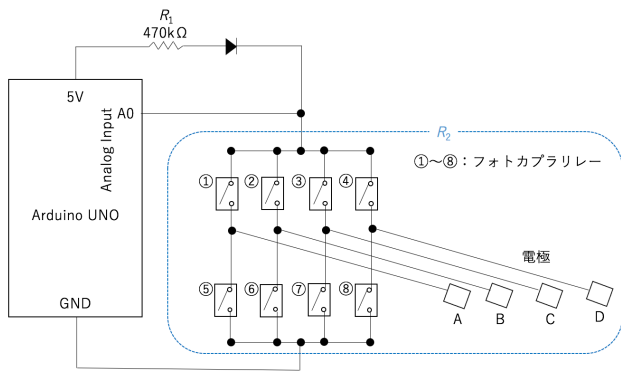 R₁
470kΩ
5V
A0
Analog Input
Arduino UNO
GND
R₂
①～⑧：フォトカプラリレー
① ② ③ ④
電極
⑤ ⑥ ⑦ ⑧
A B C D